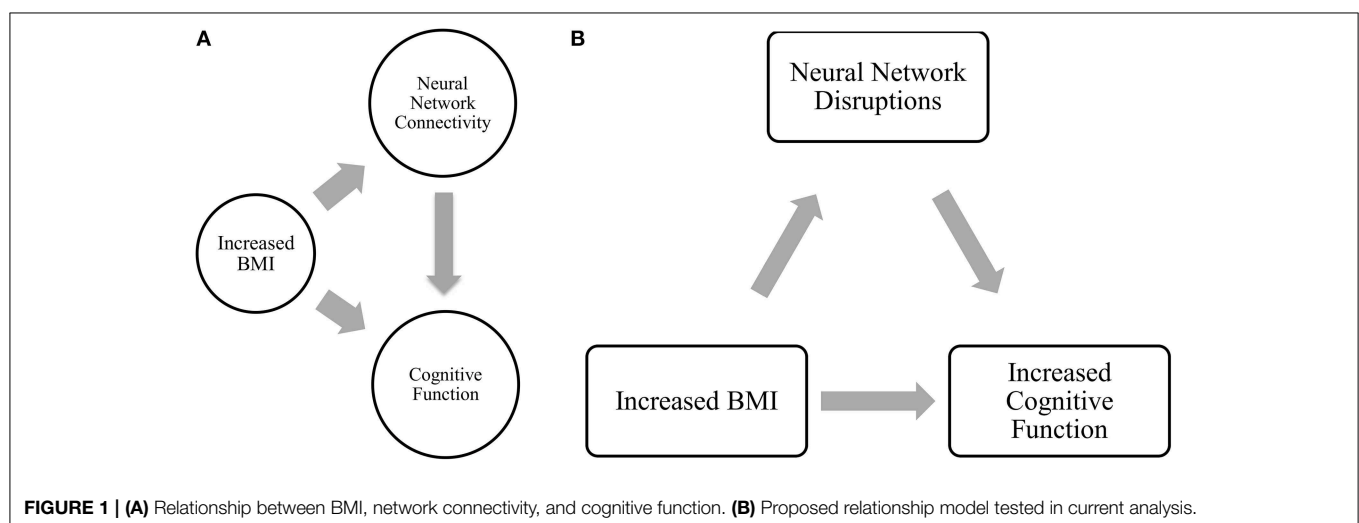 A
Neural
Network
Connectivity
Increased
BMI
Cognitive
Function
B
Neural Network
Disruptions
Increased BMI
Increased
Cognitive
Function
FIGURE 1 | (A) Relationship between BMI, network connectivity, and cognitive function. (B) Proposed relationship model tested in current analysis.